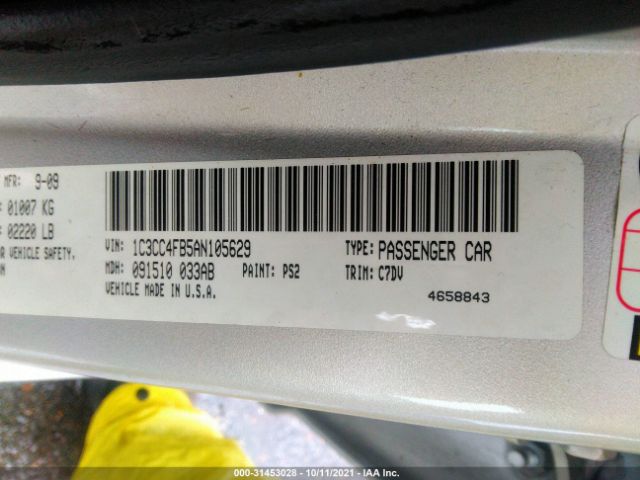 MFR: 9-09
: 01007 KG
: 02220 LB
R VEHICLE SAFETY,
N
VIN: 1C3CC4FB5AN105629
TYPE: PASSENGER CAR
MDH: 091510 033AB
PAINT: PS2
TRIM: C7DV
VEHICLE MADE IN U.S.A.
4658843
000-31453028 - 10/11/2021 - IAA Inc.